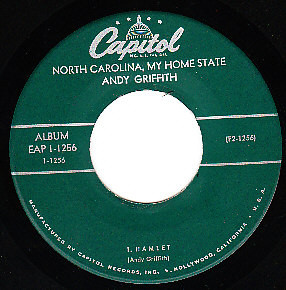 Capitol
NORTH CAROLINA, MY HOME STATE
ANDY GRIFFITH
ALBUM
EAP 1-1256
1-1256
(F2-1256)
1. HAMLET
(Andy Griffith)
MANUFACTURED BY CAPITOL RECORDS, INC., HOLLYWOOD, CALIFORNIA, U.S.A.